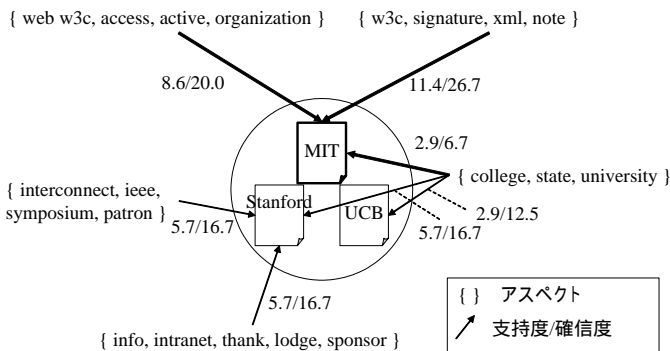 { web w3c, access, active, organization }
{ w3c, signature, xml, note }
8.6/20.0
11.4/26.7
MIT
2.9/6.7
{ interconnect, ieee,
symposium, patron }
Stanford
UCB
{ college, state, university }
5.7/16.7
2.9/12.5
5.7/16.7
5.7/16.7
{ info, intranet, thank, lodge, sponsor }
{ } アスペクト
支持度/確信度